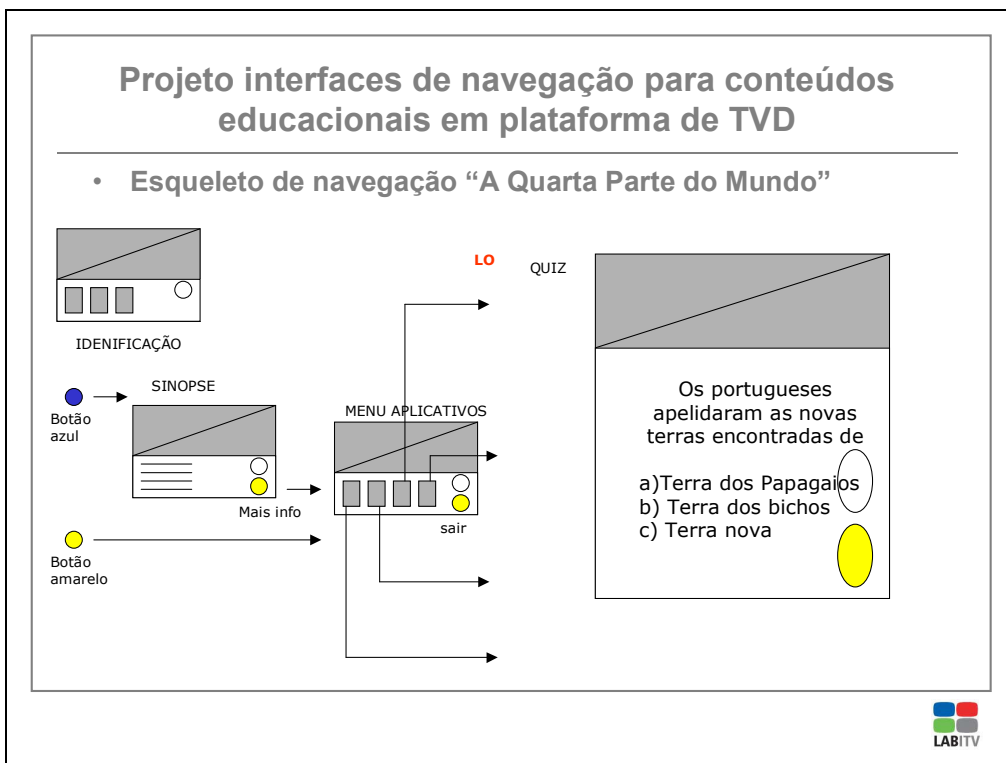 Projeto interfaces de navegação para conteúdos
educacionais em plataforma de TVD
• Esqueleto de navegação “A Quarta Parte do Mundo”
IDENIFICAÇÃO
Botão
azul
SINOPSE
Mais info
Botão
amarelo
MENU APLICATIVOS
sair
LO
QUIZ
Os portugueses
apelidaram as novas
terras encontradas de
a)Terra dos Papagaios
b) Terra dos bichos
c) Terra nova
LABITV